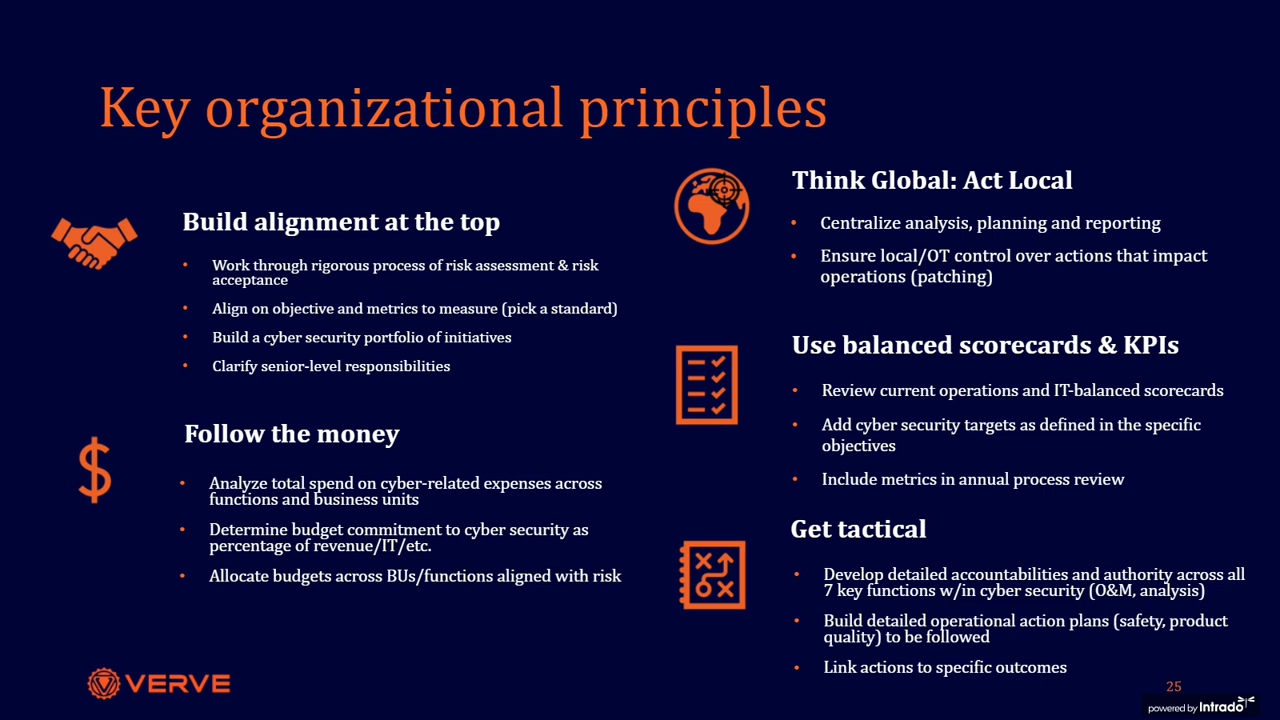 Key organizational principles
Build alignment at the top
• Work through rigorous process of risk assessment & risk
acceptance
• Align on objective and metrics to measure (pick a standard)
• Build a cyber security portfolio of initiatives
• Clarify senior-level responsibilities
Follow the money
• Analyze total spend on cyber-related expenses across
functions and business units
• Determine budget commitment to cyber security as
percentage of revenue/IT/etc.
• Allocate budgets across BUs/functions aligned with risk
Think Global: Act Local
• Centralize analysis, planning and reporting
• Ensure local/OT control over actions that impact
operations (patching)
Use balanced scorecards & KPIs
• Review current operations and IT-balanced scorecards
• Add cyber security targets as defined in the specific
objectives
• Include metrics in annual process review
Get tactical
• Develop detailed accountabilities and authority across all
7 key functions w/in cyber security (O&M, analysis)
• Build detailed operational action plans (safety, product
quality) to be followed
• Link actions to specific outcomes
VERVE
25
powered by Intrado